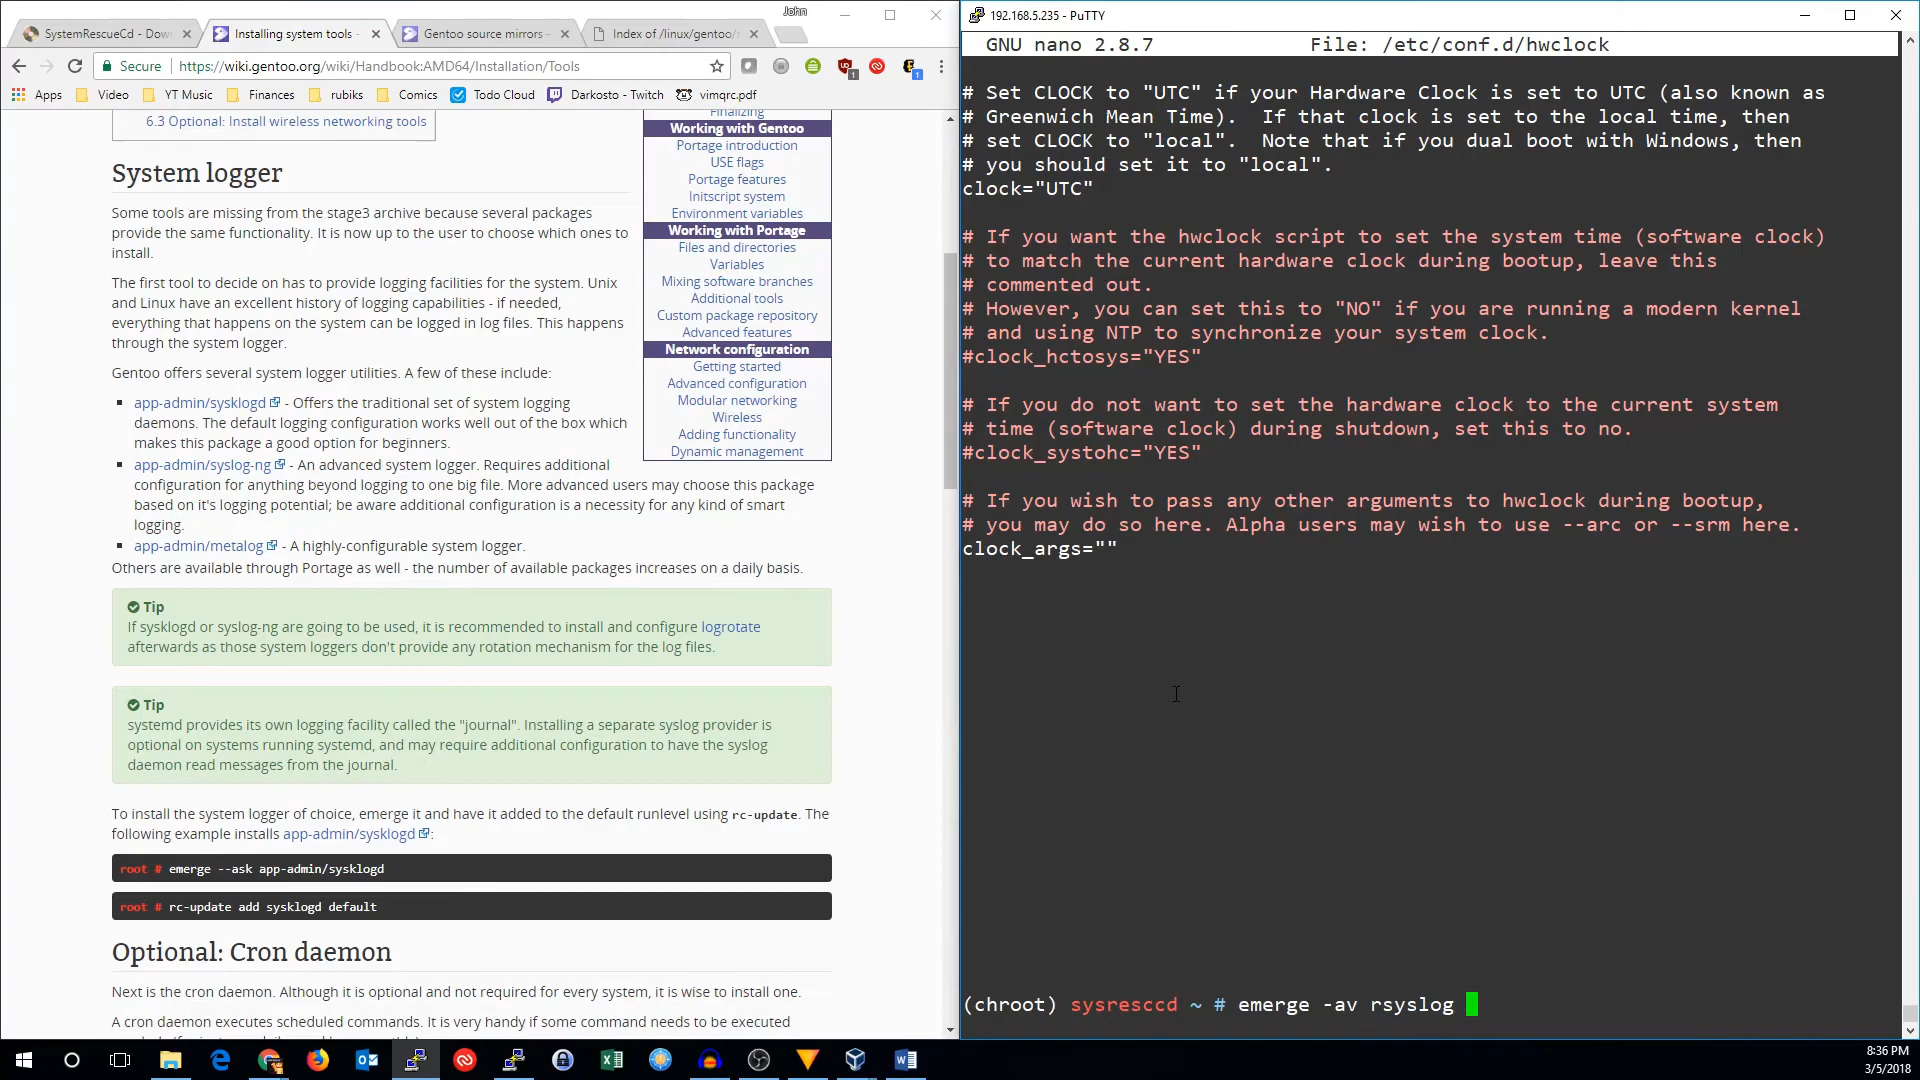 John
SystemRescueCd - Dow
Installing system tools -
Gentoo source mirrors -
Index of /linux/gentoo/r
Secure
https://wiki.gentoo.org/wiki/Handbook:AMD64/Installation/Tools
1
1
Apps
Video
YT Music
Finances
rubiks
Comics
Todo Cloud
Darkosto - Twitch
vimqrc.pdf
6.3 Optional: Install wireless networking tools
System logger
Some tools are missing from the stage3 archive because several packages
provide the same functionality. It is now up to the user to choose which ones to
install.
The first tool to decide on has to provide logging facilities for the system. Unix
and Linux have an excellent history of logging capabilities - if needed,
everything that happens on the system can be logged in log files. This happens
through the system logger.
Gentoo offers several system logger utilities. A few of these include:
app-admin/sysklogd - Offers the traditional set of system logging
daemons. The default logging configuration works well out of the box which
makes this package a good option for beginners.
app-admin/syslog-ng - An advanced system logger. Requires additional
configuration for anything beyond logging to one big file. More advanced users may choose this package
based on it's logging potential; be aware additional configuration is a necessity for any kind of smart
logging.
app-admin/metalog - A highly-configurable system logger.
Others are available through Portage as well - the number of available packages increases on a daily basis.
Tip
If sysklogd or syslog-ng are going to be used, it is recommended to install and configure logrotate
afterwards as those system loggers don't provide any rotation mechanism for the log files.
Tip
systemd provides its own logging facility called the "journal". Installing a separate syslog provider is
optional on systems running systemd, and may require additional configuration to have the syslog
daemon read messages from the journal.
To install the system logger of choice, emerge it and have it added to the default runlevel using rc-update. The
following example installs app-admin/sysklogd :
root # emerge --ask app-admin/sysklogd
root # rc-update add sysklogd default
Optional: Cron daemon
Next is the cron daemon. Although it is optional and not required for every system, it is wise to install one.
A cron daemon executes scheduled commands. It is very handy if some command needs to be executed
Finalizing
Working with Gentoo
Portage introduction
USE flags
Portage features
Initscript system
Environment variables
Working with Portage
Files and directories
Variables
Mixing software branches
Additional tools
Custom package repository
Advanced features
Network configuration
Getting started
Advanced configuration
Modular networking
Wireless
Adding functionality
Dynamic management
192.168.5.235 - PuTTY
GNU nano 2.8.7 File: /etc/conf.d/hwclock
# Set CLOCK to "UTC" if your Hardware Clock is set to UTC (also known as
# Greenwich Mean Time). If that clock is set to the local time, then
# set CLOCK to "local". Note that if you dual boot with Windows, then
# you should set it to "local".
clock="UTC"
# If you want the hwclock script to set the system time (software clock)
# to match the current hardware clock during bootup, leave this
# commented out.
# However, you can set this to "NO" if you are running a modern kernel
# and using NTP to synchronize your system clock.
#clock_hctosys="YES"
# If you do not want to set the hardware clock to the current system
# time (software clock) during shutdown, set this to no.
#clock_systohc="YES"
# If you wish to pass any other arguments to hwclock during bootup,
# you may do so here. Alpha users may wish to use --arc or --srm here.
clock_args=""
(chroot) sysresccd ~ # emerge -av rsyslog
8:36 PM
3/5/2018